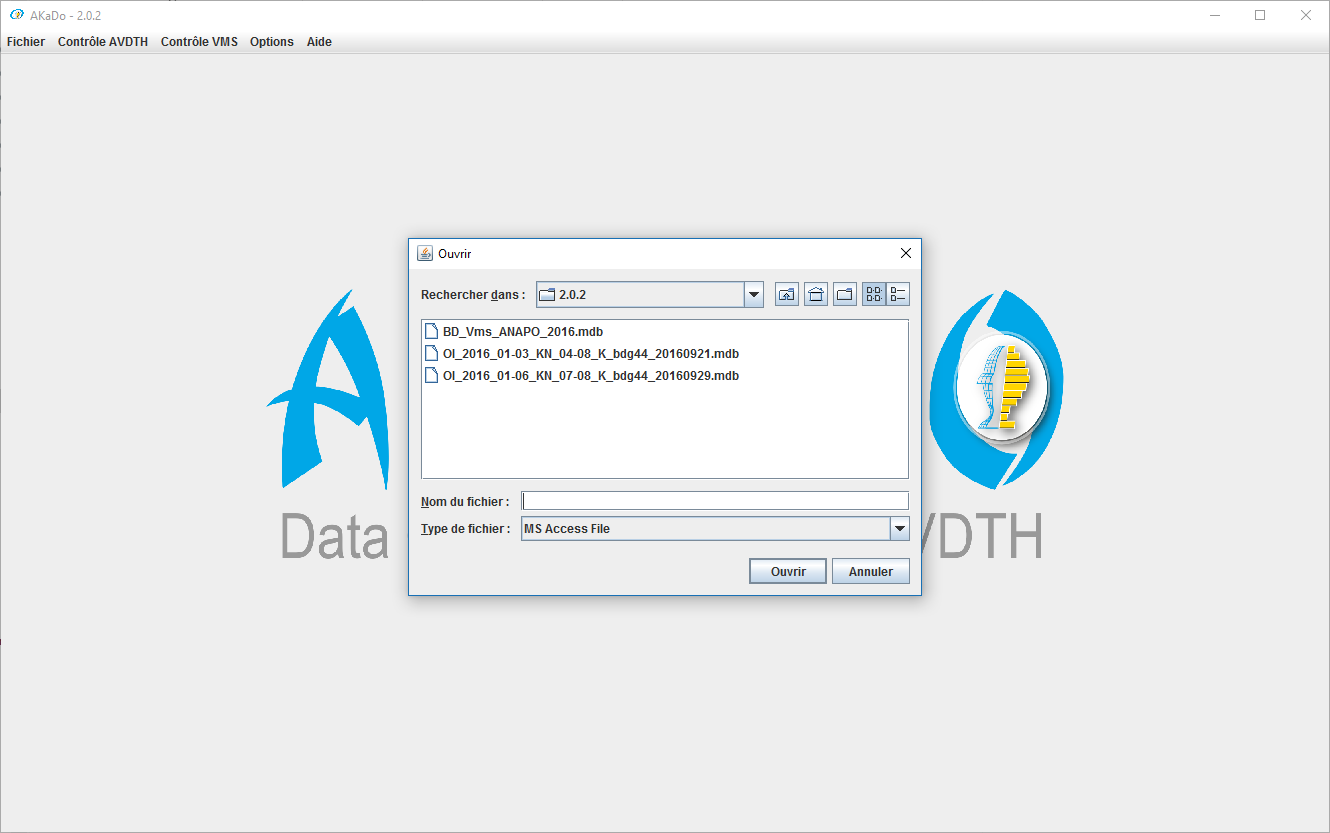 AKaDo - 2.0.2
Fichier Contrôle AVDTH Contrôle VMS Options Aide
Ouvrir
Rechercher dans : 2.0.2
BD_Vms_ANAPO_2016.mdb
OI_2016_01-03_KN_04-08_K_bdg44_20160921.mdb
OI_2016_01-06_KN_07-08_K_bdg44_20160929.mdb
Nom du fichier :
Type de fichier : MS Access File
Ouvrir Annuler
A
Data VDTH